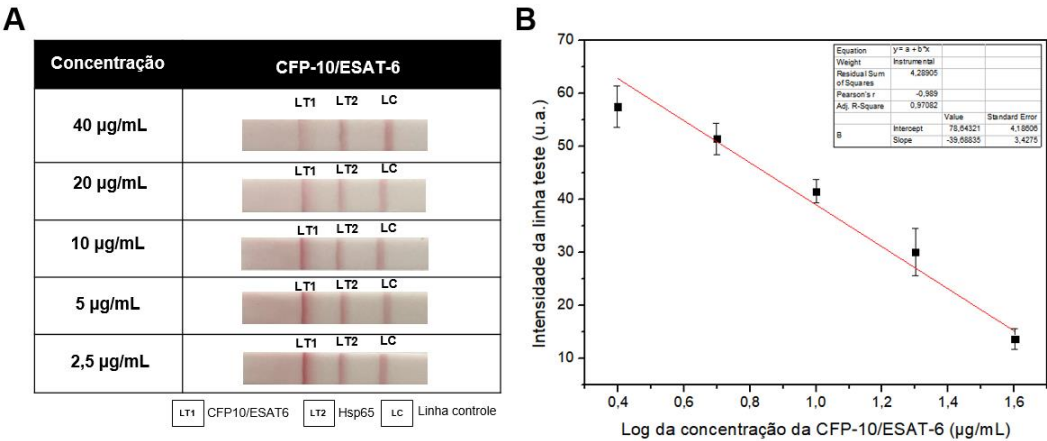 A
Concentração CFP-10/ESAT-6
40 µg/mL LT1 LT2 LC
20 µg/mL LT1 LT2 LC
10 µg/mL LT1 LT2 LC
5 µg/mL LT1 LT2 LC
2,5 µg/mL LT1 LT2 LC
LT1 CFP10/ESAT6 LT2 Hsp65 LC Linha controle
B
Intensidade da linha teste (u.a.)
70
60
50
40
30
20
10
0,4 0,6 0,8 1,0 1,2 1,4 1,6
Log da concentração da CFP-10/ESAT-6 (µg/mL)
Equation y = a + b*x
Weight Instrumental
Residual Sum of Squares 4,28905
Pearson's r -0,989
Adj. R-Square 0,97082
Value Standard Error
B Intercept 78,64321 4,18606
Slope -39,68835 3,4275